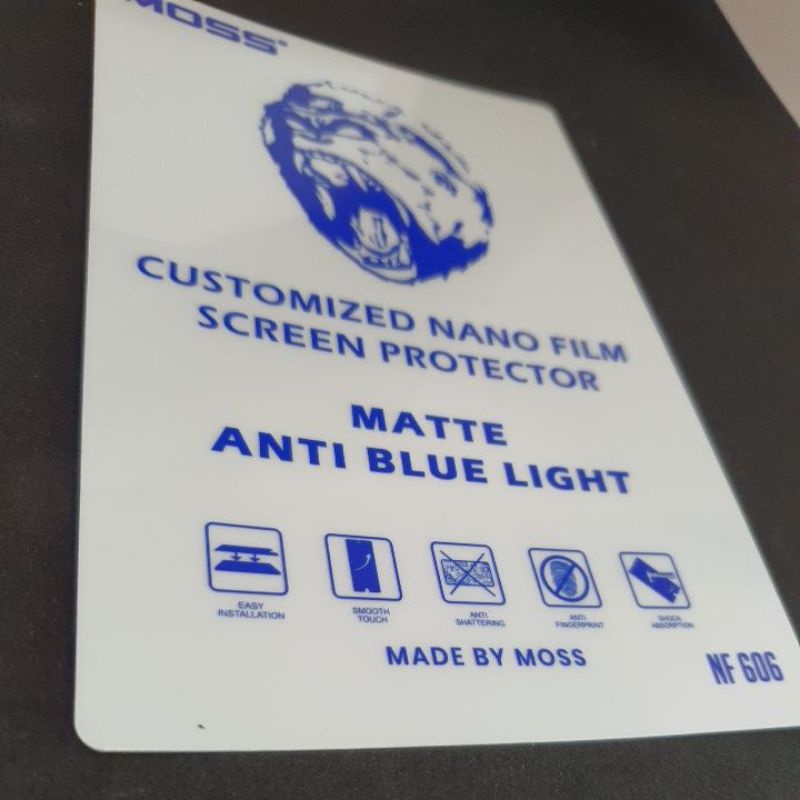 MOSS
CUSTOMIZED NANO FILM
SCREEN PROTECTOR
MATTE
ANTI BLUE LIGHT
EASY
INSTALLATION
SMOOTH
TOUCH
ANTI
SHATTERING
ANTI
FINGERPRINT
SHOCK
ABSORPTION
MADE BY MOSS
NF 606